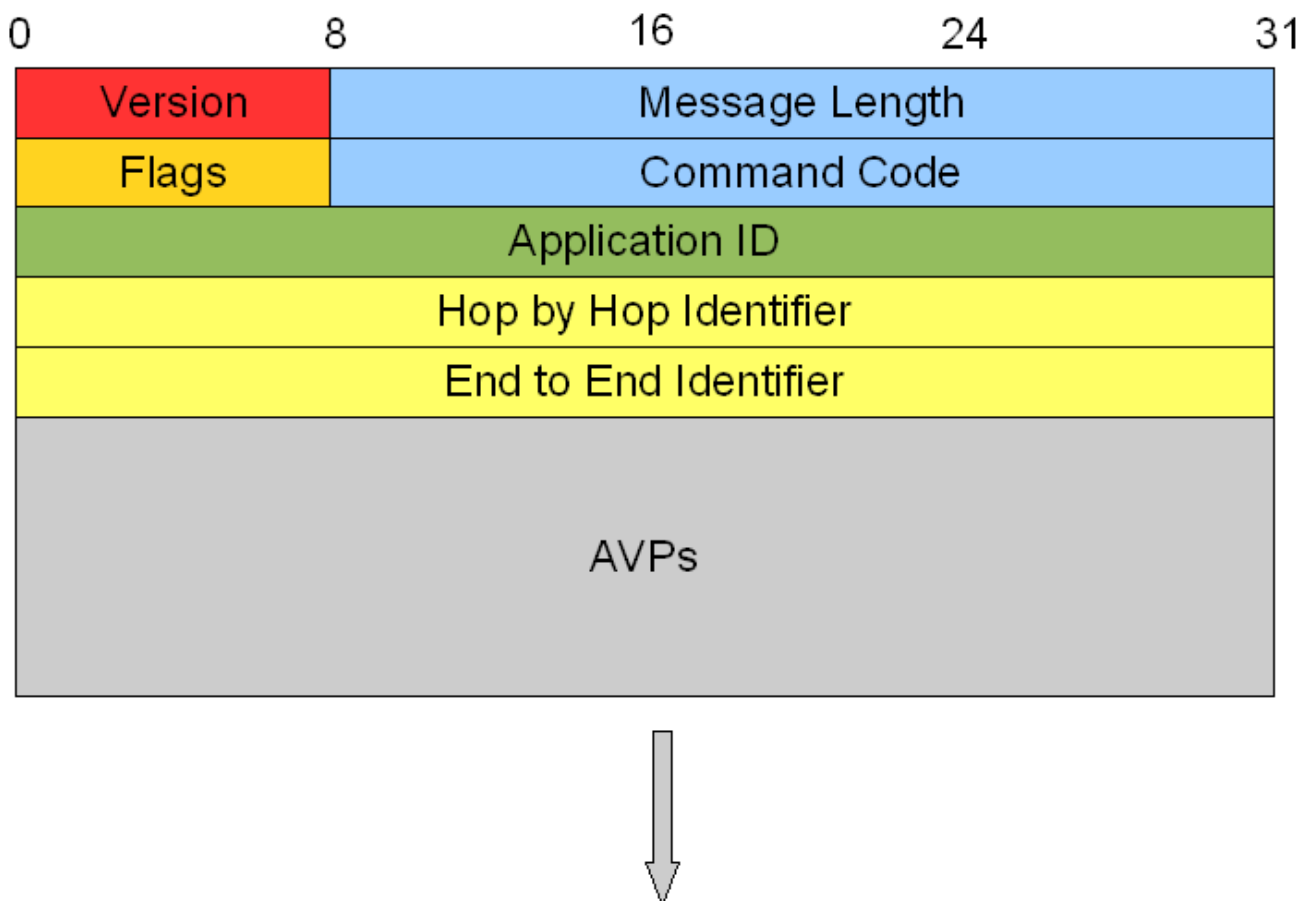 0 8 16 24 31
Version Message Length
Flags Command Code
Application ID
Hop by Hop Identifier
End to End Identifier
AVPs